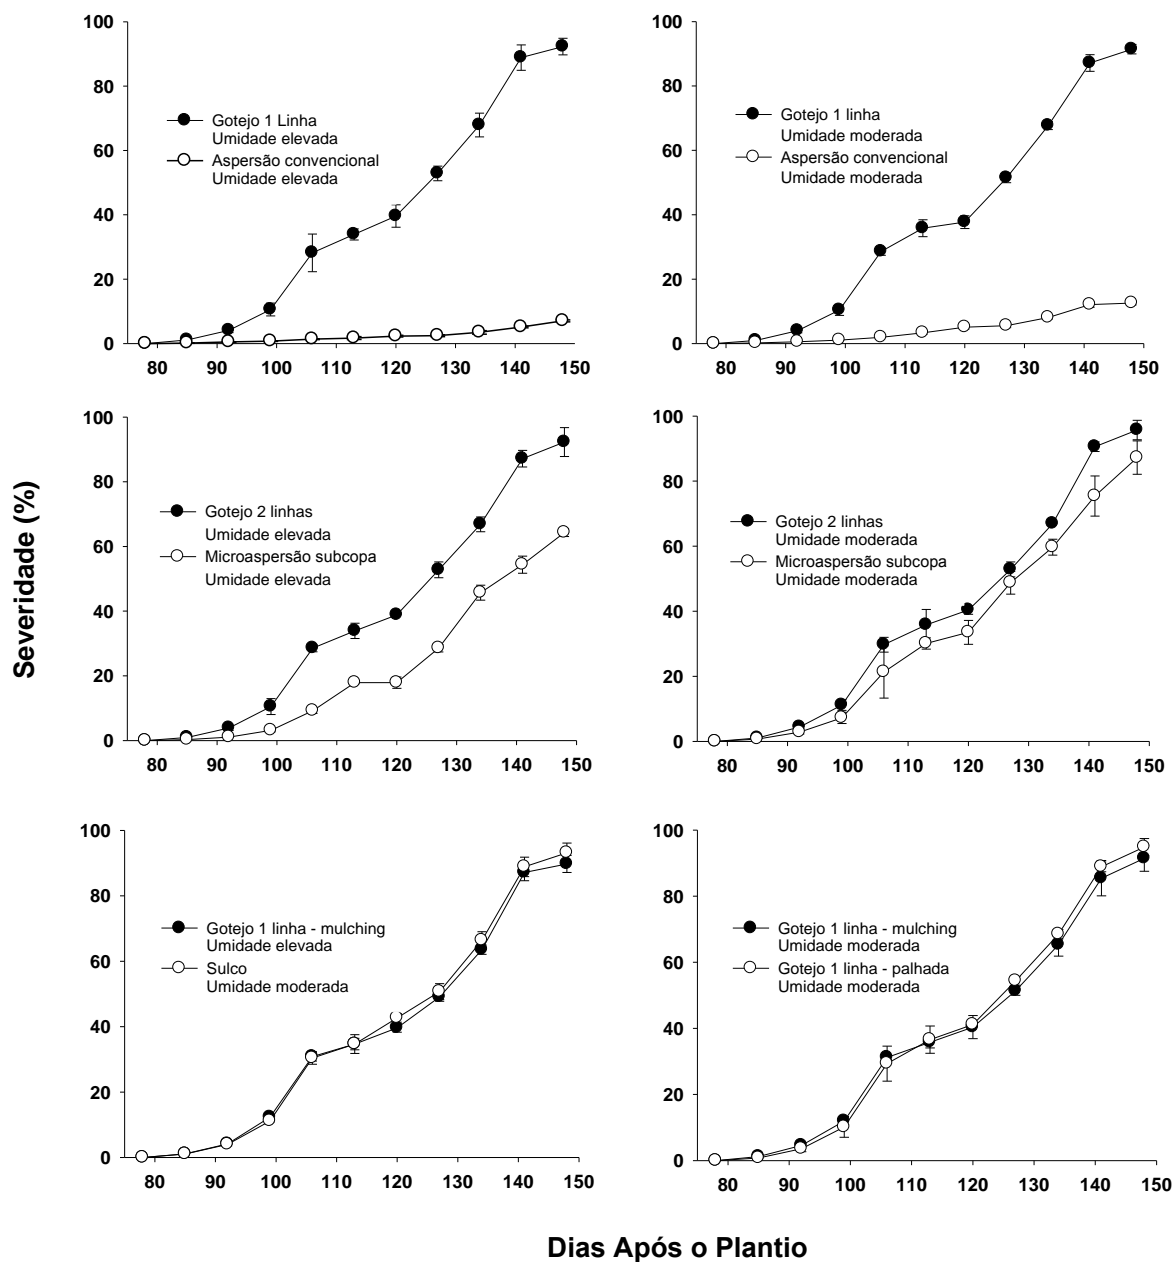 Severidade (%)
100
80
60
40
20
0
Gotejo 1 Linha
Umidade elevada
Aspersão convencional
Umidade elevada
80 90 100 110 120 130 140 150
100
80
60
40
20
0
Gotejo 1 linha
Umidade moderada
Aspersão convencional
Umidade moderada
80 90 100 110 120 130 140 150
100
80
60
40
20
0
Gotejo 2 linhas
Umidade elevada
Microaspersão subcopa
Umidade elevada
80 90 100 110 120 130 140 150
100
80
60
40
20
0
Gotejo 2 linhas
Umidade moderada
Microaspersão subcopa
Umidade moderada
80 90 100 110 120 130 140 150
100
80
60
40
20
0
Gotejo 1 linha - mulching
Umidade elevada
Sulco
Umidade moderada
80 90 100 110 120 130 140 150
100
80
60
40
20
0
Gotejo 1 linha - mulching
Umidade moderada
Gotejo 1 linha - palhada
Umidade moderada
80 90 100 110 120 130 140 150
Dias Após o Plantio